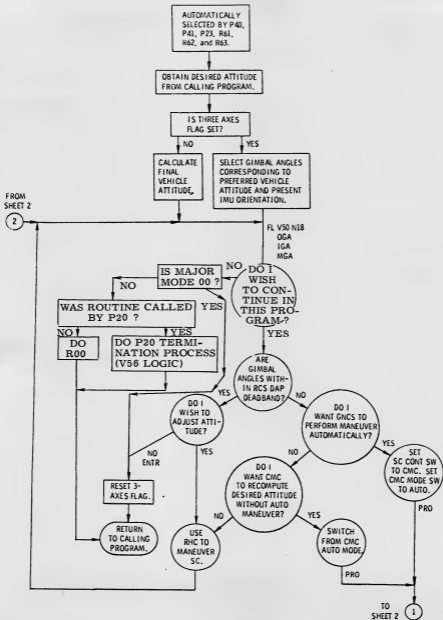 AUTOMATICALLY
SELECTED BY P40,
P41, P23, R61,
R62, and R63.
OBTAIN DESIRED ATTITUDE
FROM CALLING PROGRAM.
IS THREE AXES
FLAG SET?
NO
YES
CALCULATE
FINAL
VEHICLE
ATTITUDE.
SELECT GIMBAL ANGLES
CORRESPONDING TO
PREFERRED VEHICLE
ATTITUDE AND PRESENT
IMU ORIENTATION.
FROM
SHEET 2
2
FL V50 N18
OGA
IGA
MGA
IS MAJOR
MODE 00 ?
NO
DO I
WISH
TO CON-
TINUE IN
THIS PRO-
GRAM?
NO
YES
WAS ROUTINE CALLED
BY P20 ?
YES
NO
YES
DO
R00
DO P20 TERMI-
NATION PROCESS
(V56 LOGIC)
ARE
GIMBAL
ANGLES WITH-
IN RCS DAP
DEADBAND?
YES
NO
DO I
WISH TO
ADJUST ATTI-
TUDE?
DO I
WANT GNCS TO
PERFORM MANEUVER
AUTOMATICALLY?
NO
ENTR
YES
NO
YES
DO I
WANT CMC
TO RECOMPUTE
DESIRED ATTITUDE
WITHOUT AUTO
MANEUVER?
SET
SC CONT SW
TO CMC. SET
CMC MODE SW
TO AUTO.
RESET 3-
AXES FLAG.
NO
YES
PRO
RETURN
TO CALLING
PROGRAM.
USE
RHC TO
MANEUVER
SC.
SWITCH
FROM CMC
AUTO MODE.
PRO
TO
SHEET 2
1